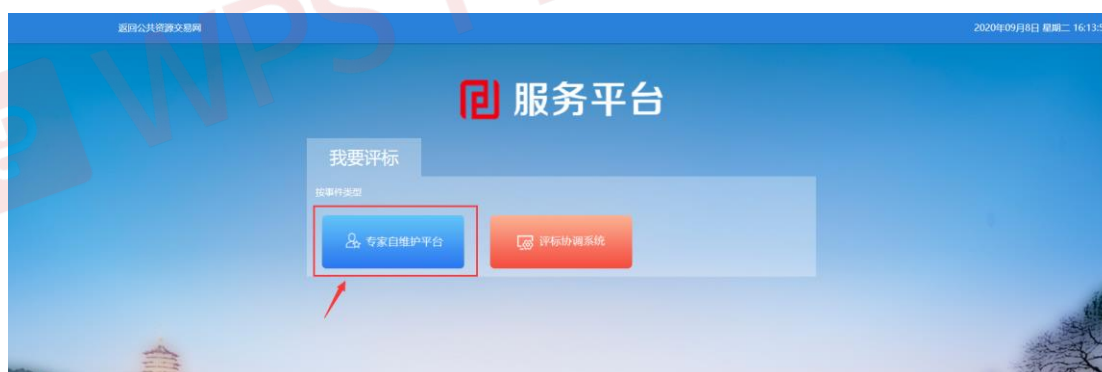 返回公共资源交易网
2020年09月8日 星期二 16:13:5
服务平台
我要评标
按事件类型
专家自维护平台
评标协调系统
WPS